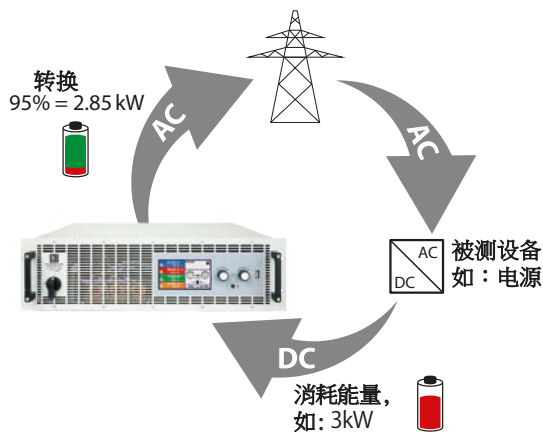 转换
95% = 2.85 kW
AC
AC
AC
DC
被测设备
如：电源
DC
消耗能量，
如: 3kW